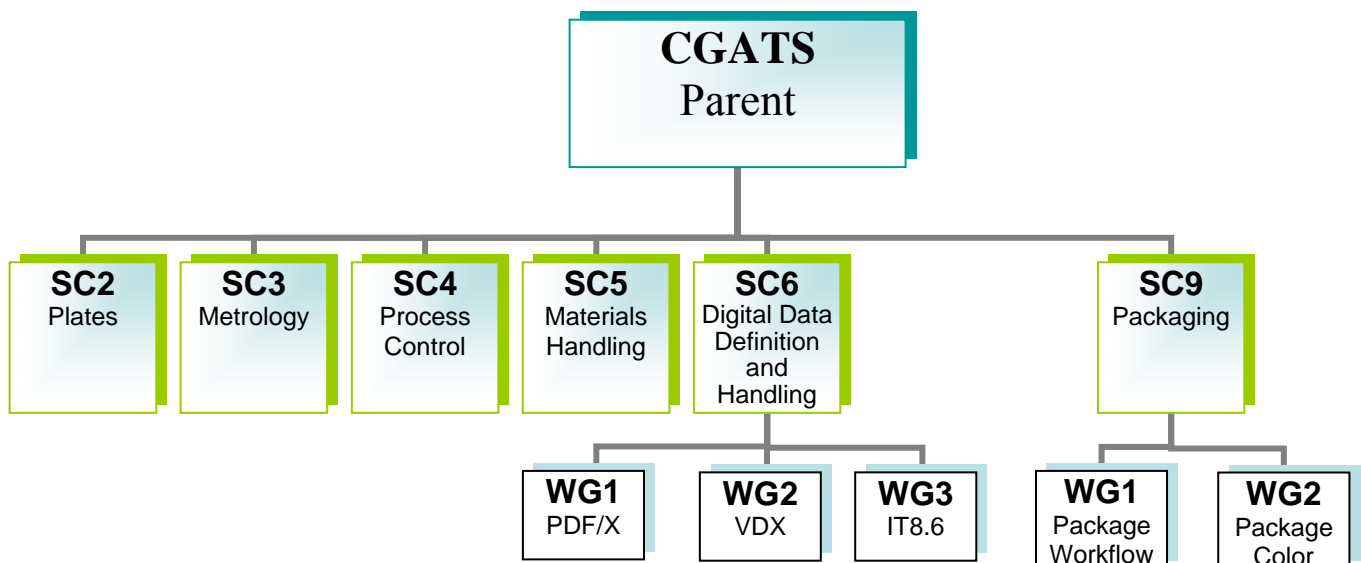 CGATS
Parent
SC2
Plates
SC3
Metrology
SC4
Process
Control
SC5
Materials
Handling
SC6
Digital Data
Definition
and
Handling
SC9
Packaging
WG1
PDF/X
WG2
VDX
WG3
IT8.6
WG1
Package
Workflow
WG2
Package
Color